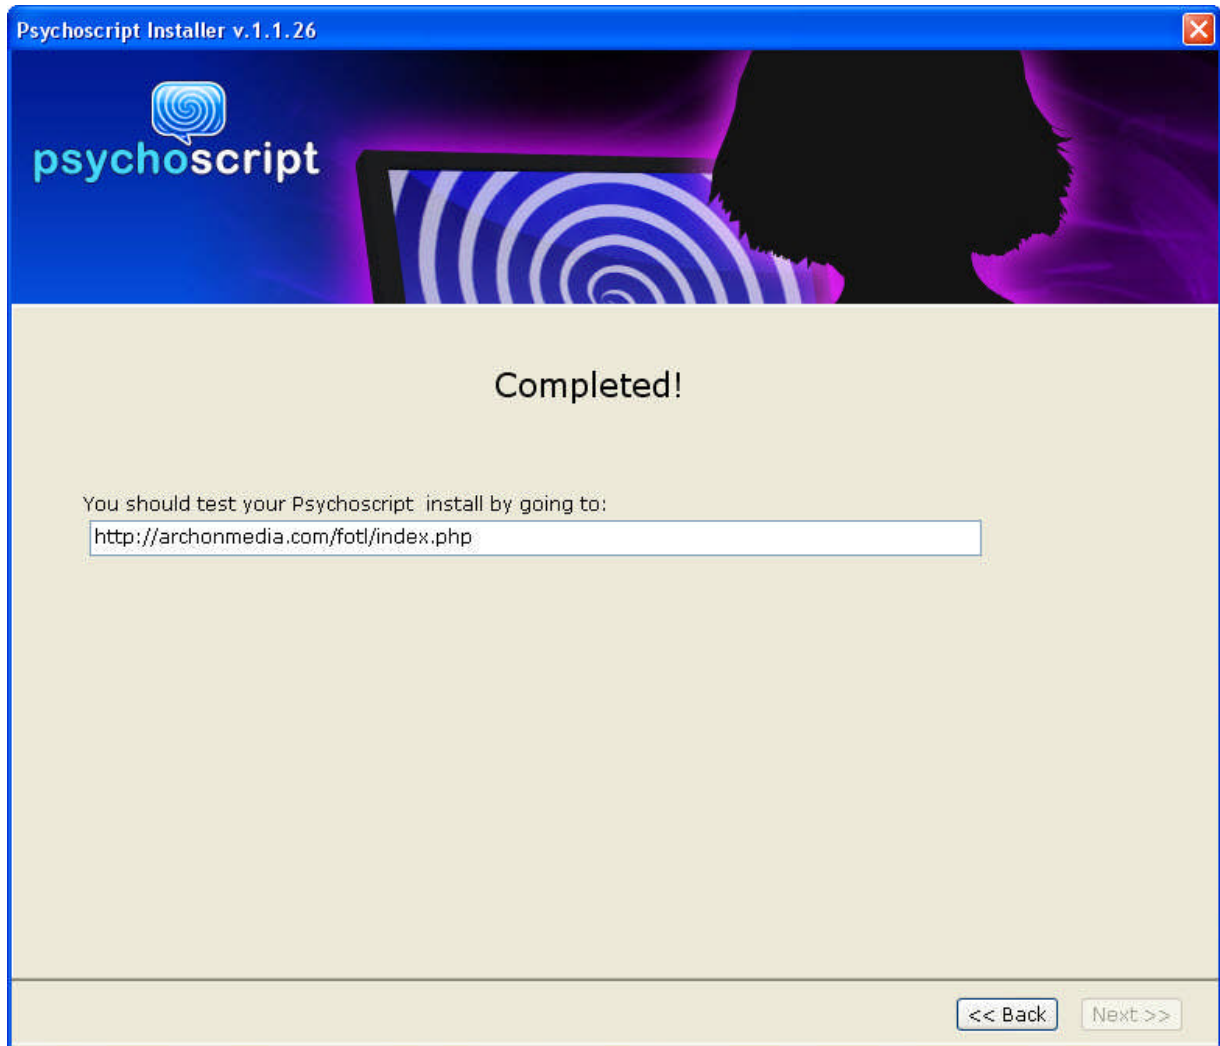 Psychoscript Installer v.1.1.26
psychoscript
Completed!
You should test your Psychoscript  install by going to:
http://archonmedia.com/fotl/index.php
<< Back
Next >>